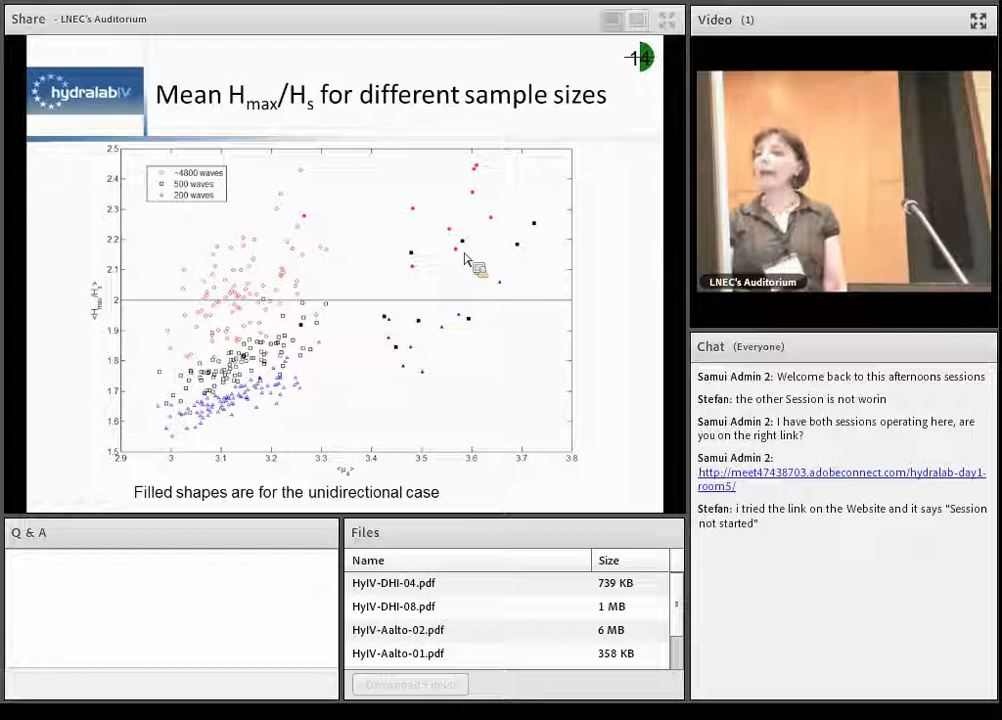 Share - LNEC's Auditorium
14
hydralabIV
Mean Hmax/Hs for different sample sizes
2.5
2.4
2.3
2.2
2.1
2
1.9
1.8
1.7
1.6
1.5
~4800 waves
500 waves
200 waves
<Hmax/Hs>
2.9 3 3.1 3.2 3.3 3.4 3.5 3.6 3.7 3.8
<μ4>
Filled shapes are for the unidirectional case
Video (1)
LNEC's Auditorium
Chat (Everyone)
Samui Admin 2: Welcome back to this afternoons sessions
Stefan: the other Session is not worin
Samui Admin 2: I have both sessions operating here, are
you on the right link?
Samui Admin 2:
http://meet47438703.adobeconnect.com/hydralab-day1-
room5/
Stefan: i tried the link on the Website and it says "Session
not started"
Q & A
Files
Name Size
HyIV-DHI-04.pdf 739 KB
HyIV-DHI-08.pdf 1 MB
HyIV-Aalto-02.pdf 6 MB
HyIV-Aalto-01.pdf 358 KB
Download Files